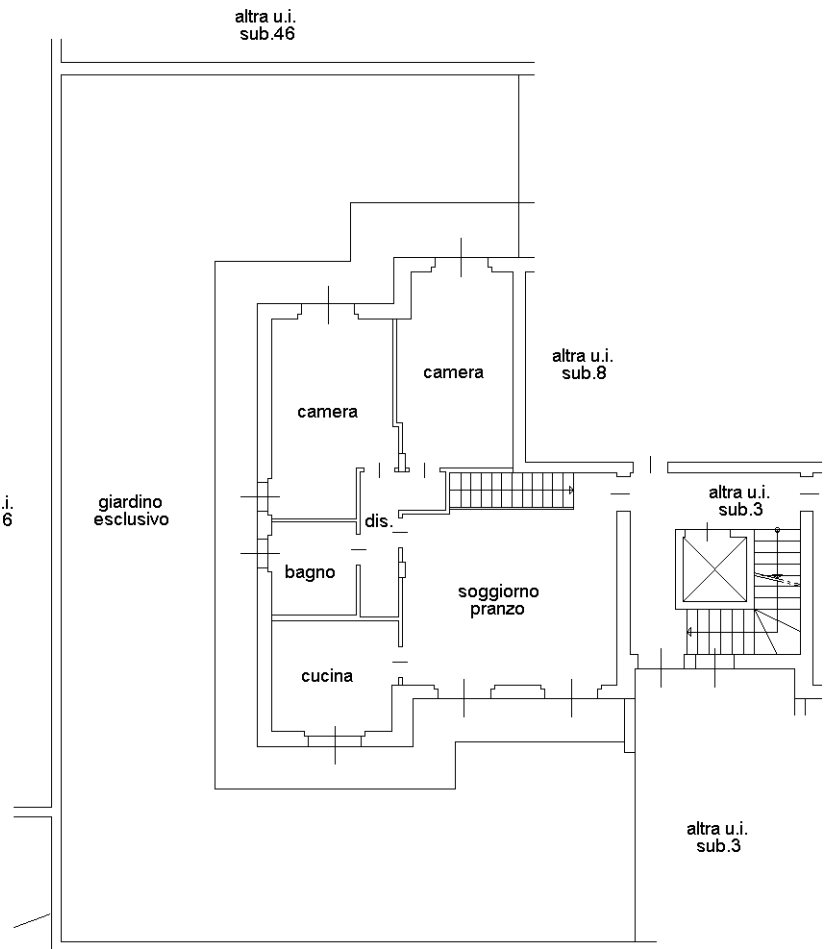 altra u.i.
sub.46
camera
altra u.i.
sub.8
camera
.i.
6
giardino
esclusivo
altra u.i.
sub.3
dis.
bagno
soggiorno
pranzo
cucina
altra u.i.
sub.3